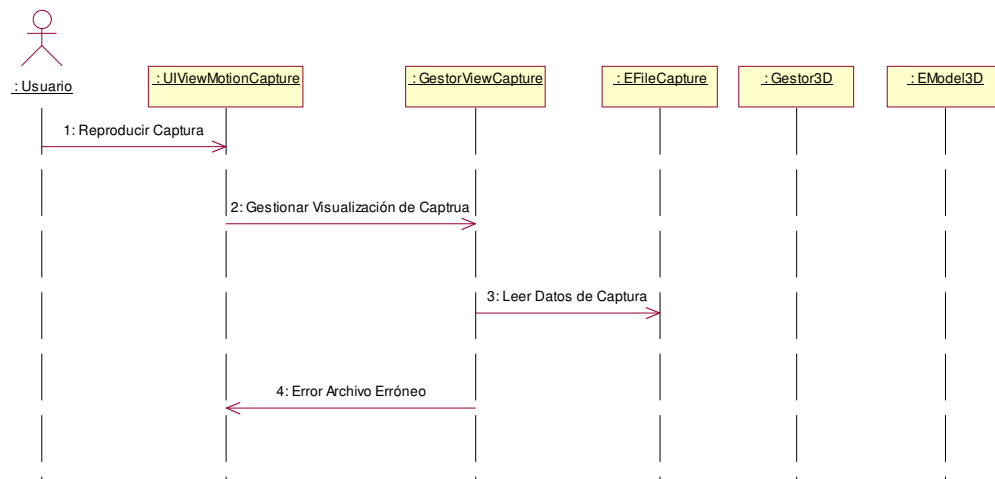 : Usuario
: UIViewMotionCapture
: GestorViewCapture
: EFileCapture
: Gestor3D
: EModel3D
1: Reproducir Captura
2: Gestionar Visualización de Captrua
3: Leer Datos de Captura
4: Error Archivo Erróneo